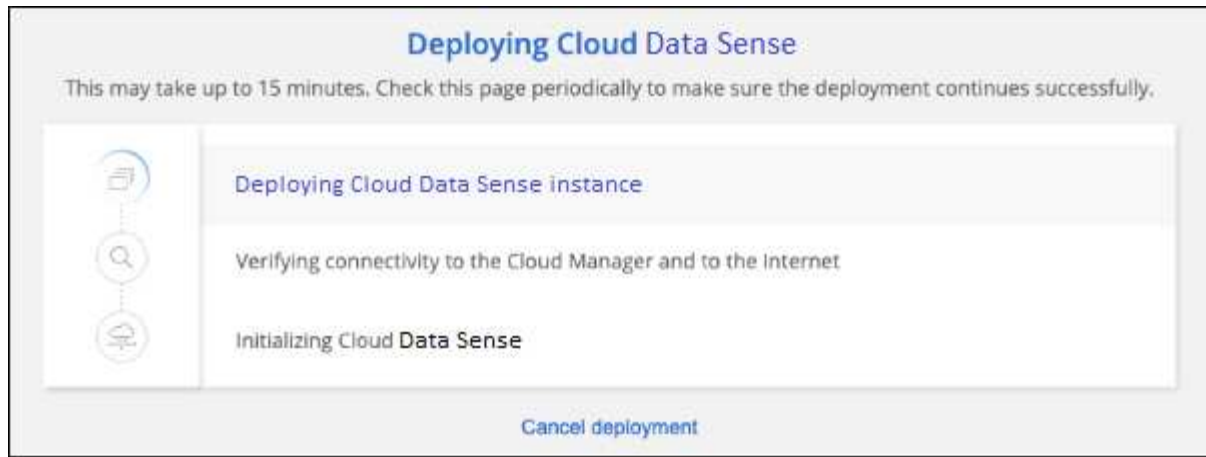 Deploying Cloud Data Sense
This may take up to 15 minutes. Check this page periodically to make sure the deployment continues successfully.
Deploying Cloud Data Sense instance
Verifying connectivity to the Cloud Manager and to the Internet
Initializing Cloud Data Sense
Cancel deployment